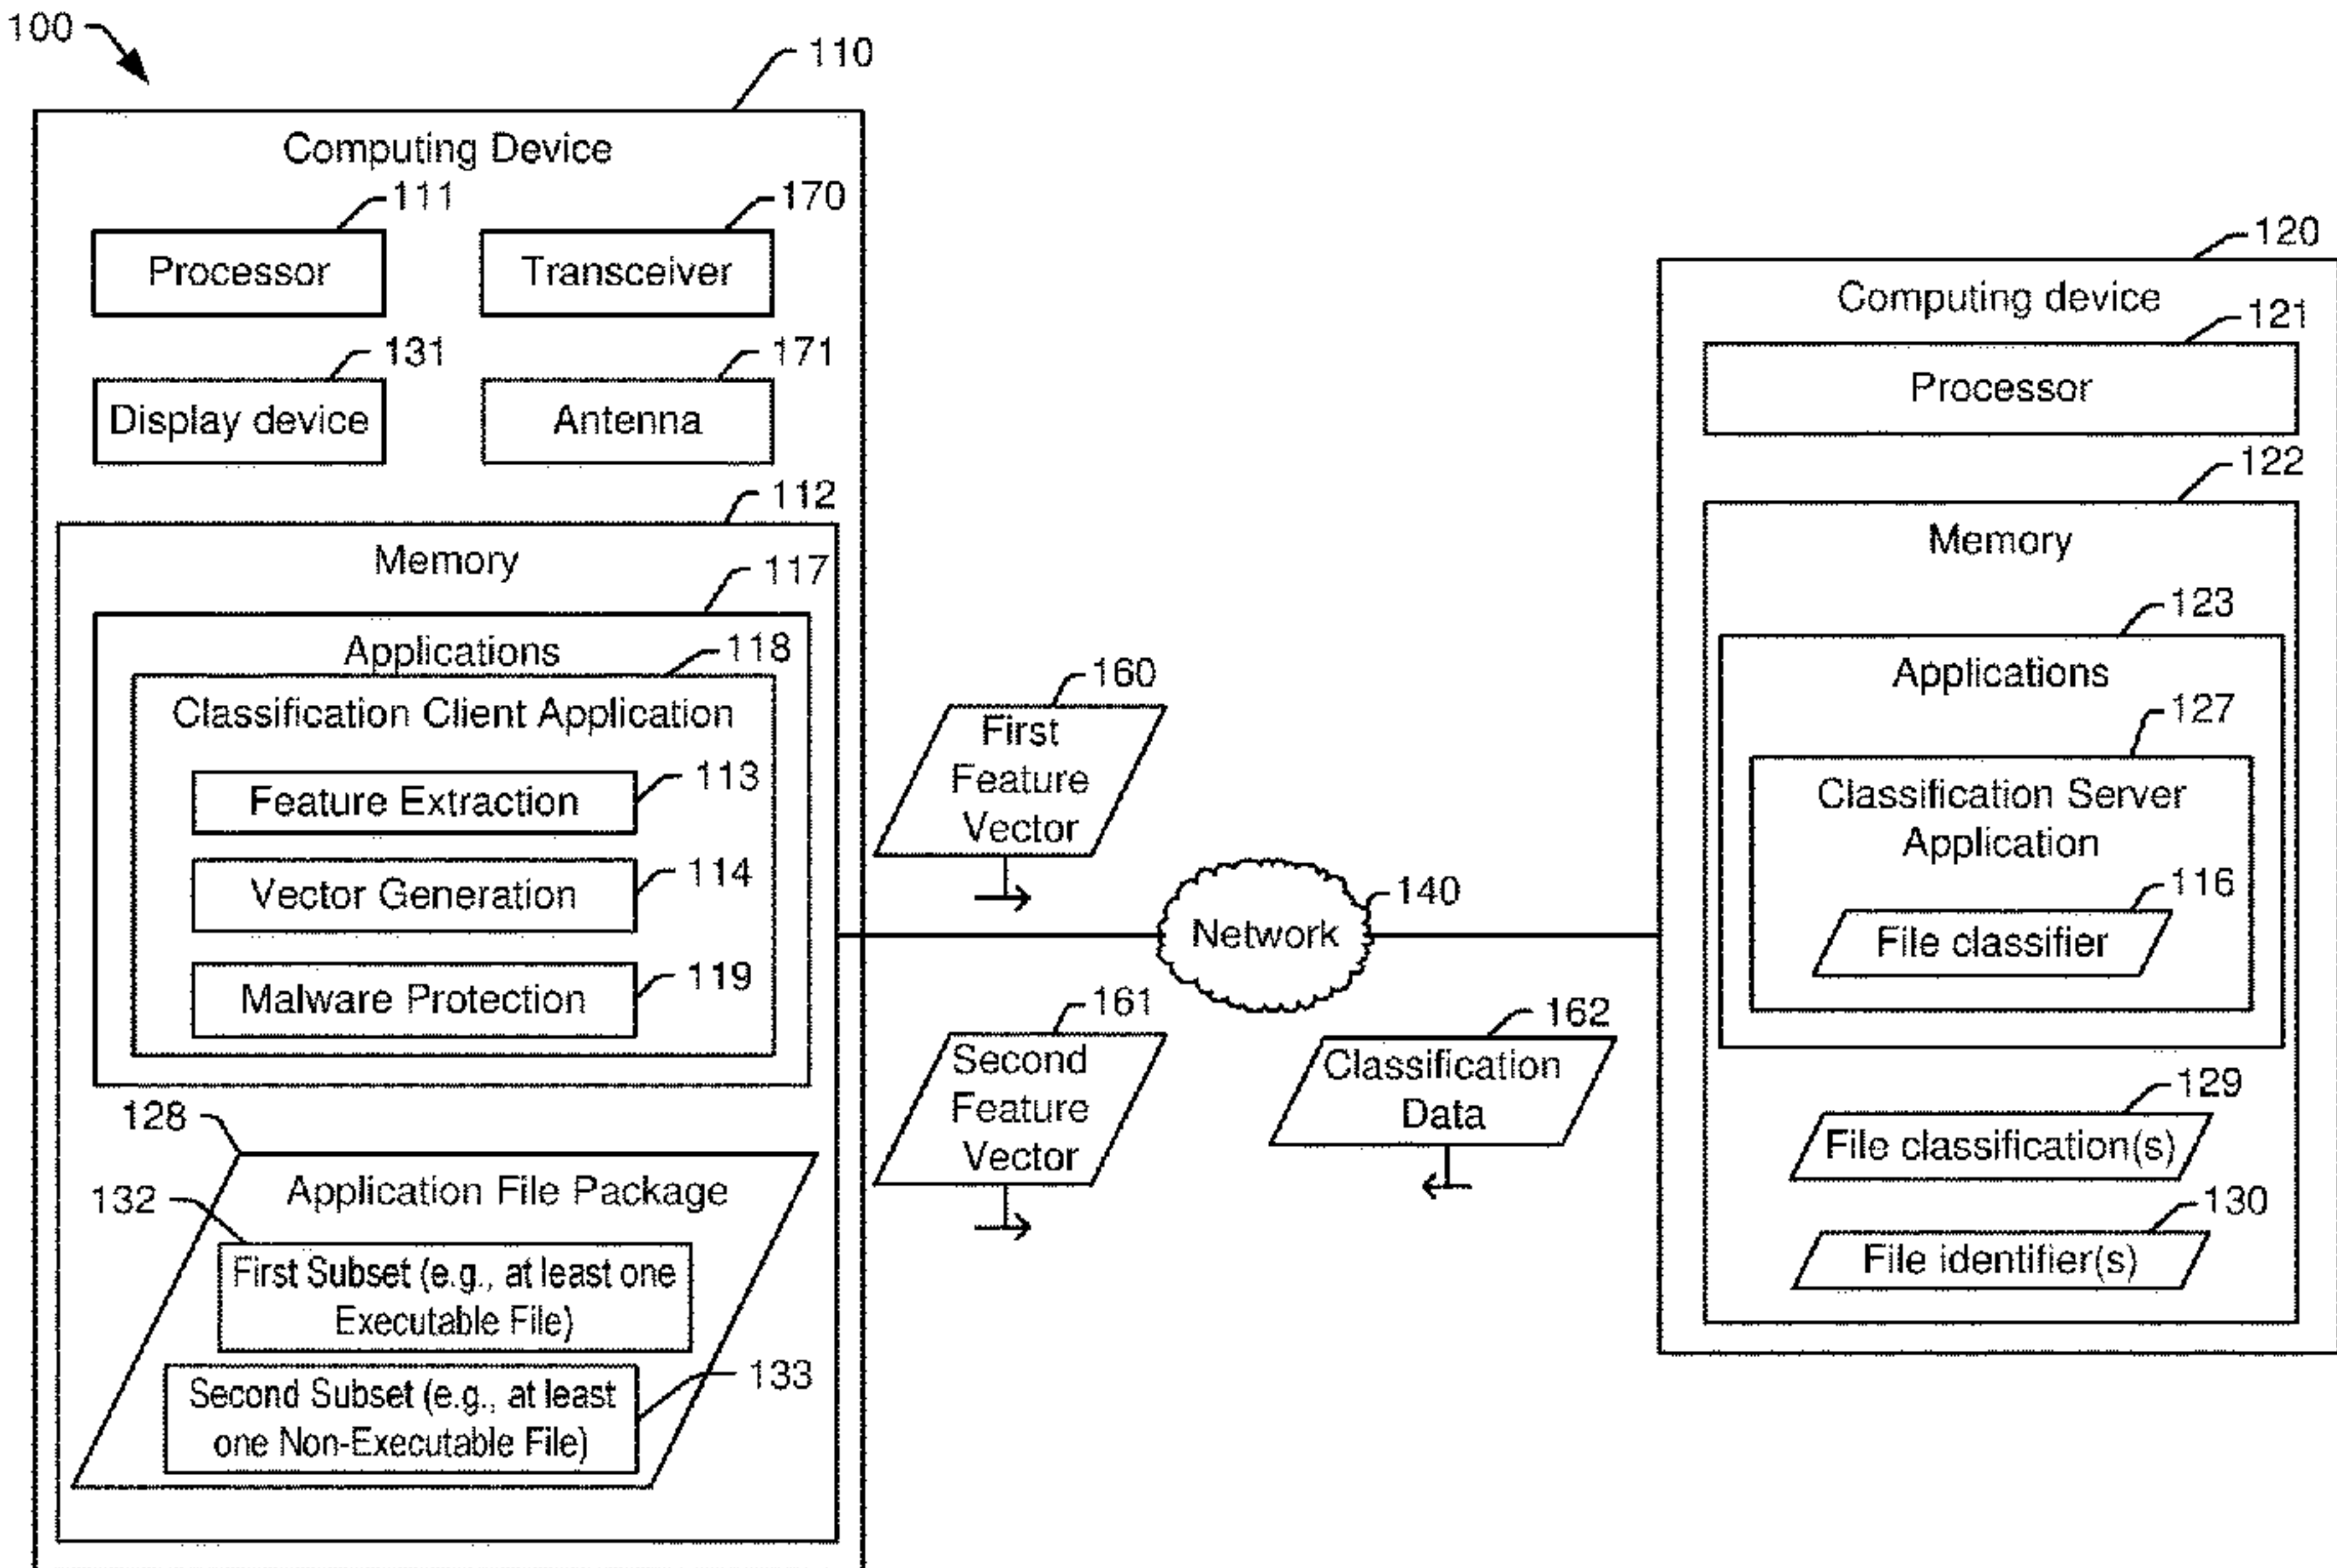 100
110
Computing Device
111
Processor
170
Transceiver
131
Display device
171
Antenna
112
Memory
117
Applications
118
Classification Client Application
113
Feature Extraction
114
Vector Generation
119
Malware Protection
128
Application File Package
132
First Subset (e.g., at least one
Executable File)
133
Second Subset (e.g., at least
one Non-Executable File)
160
First
Feature
Vector
140
Network
161
Second
Feature
Vector
162
Classification
Data
120
Computing device
121
Processor
122
Memory
123
Applications
127
Classification Server
Application
116
File classifier
129
File classification(s)
130
File identifier(s)